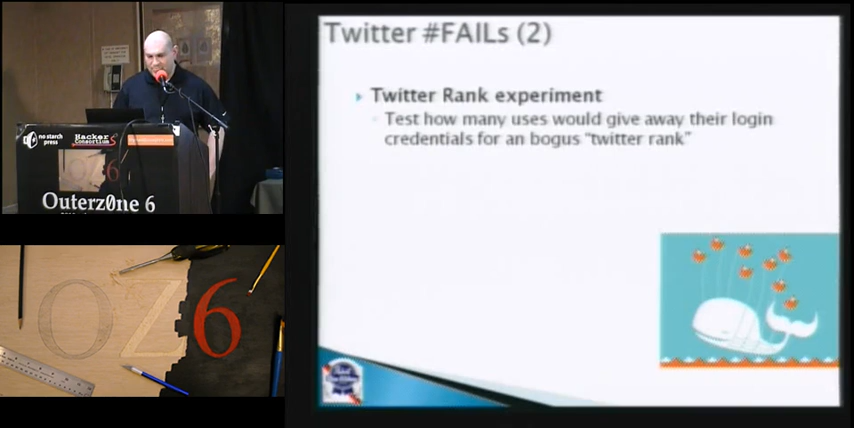 Twitter #FAILs (2)
Twitter Rank experiment
Test how many uses would give away their login
credentials for an bogus "twitter rank"
no starch
press
Hacker
Consortium
Outerz0ne 6
OZ6